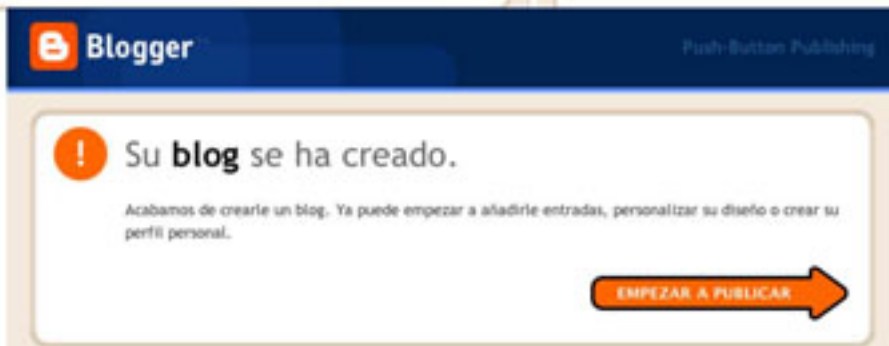 Blogger™
Push-Button Publishing
! Su blog se ha creado.
Acabamos de crearle un blog. Ya puede empezar a añadirle entradas, personalizar su diseño o crear su
perfil personal.
EMPEZAR A PUBLICAR